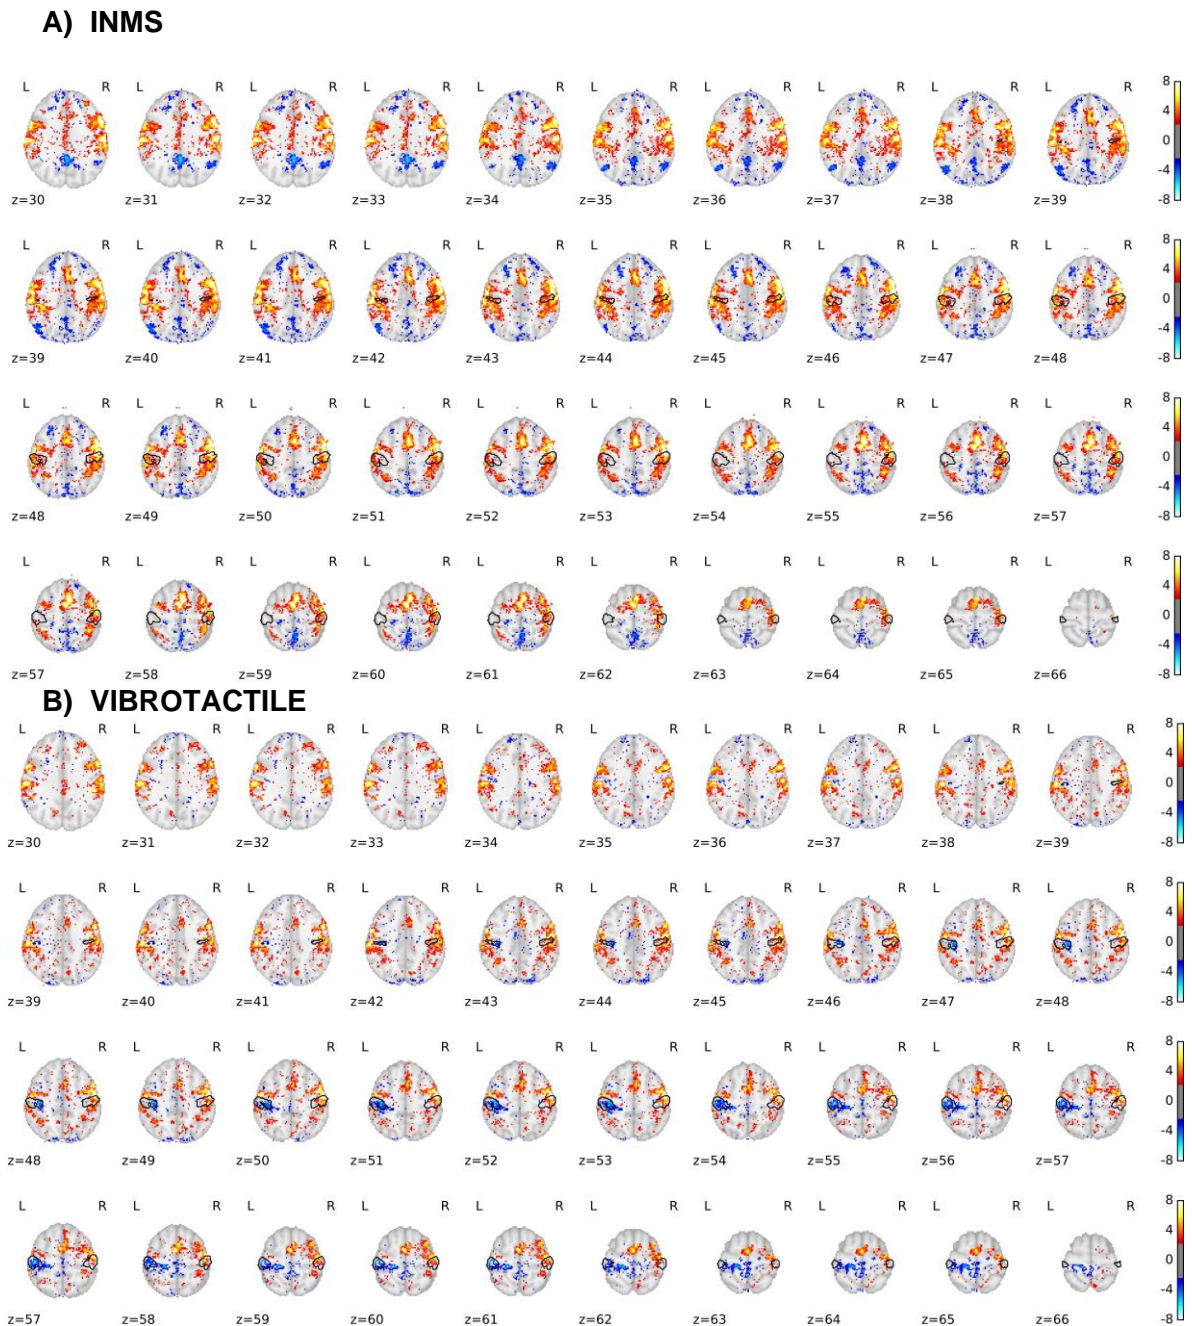 A) INMS
L R L R L R L R L R L R L R L R L R L R 8
4
0
-4
-8
z=30 z=31 z=32 z=33 z=34 z=35 z=36 z=37 z=38 z=39
L R L R L R L R L R L R L R L R L R L R 8
4
0
-4
-8
z=39 z=40 z=41 z=42 z=43 z=44 z=45 z=46 z=47 z=48
L R L R L R L R L R L R L R L R L R L R 8
4
0
-4
-8
z=48 z=49 z=50 z=51 z=52 z=53 z=54 z=55 z=56 z=57
L R L R L R L R L R L R L R L R L R L R 8
4
0
-4
-8
z=57 z=58 z=59 z=60 z=61 z=62 z=63 z=64 z=65 z=66
B) VIBROTACTILE
L R L R L R L R L R L R L R L R L R L R 8
4
0
-4
-8
z=30 z=31 z=32 z=33 z=34 z=35 z=36 z=37 z=38 z=39
L R L R L R L R L R L R L R L R L R L R 8
4
0
-4
-8
z=39 z=40 z=41 z=42 z=43 z=44 z=45 z=46 z=47 z=48
L R L R L R L R L R L R L R L R L R L R 8
4
0
-4
-8
z=48 z=49 z=50 z=51 z=52 z=53 z=54 z=55 z=56 z=57
L R L R L R L R L R L R L R L R L R L R 8
4
0
-4
-8
z=57 z=58 z=59 z=60 z=61 z=62 z=63 z=64 z=65 z=66